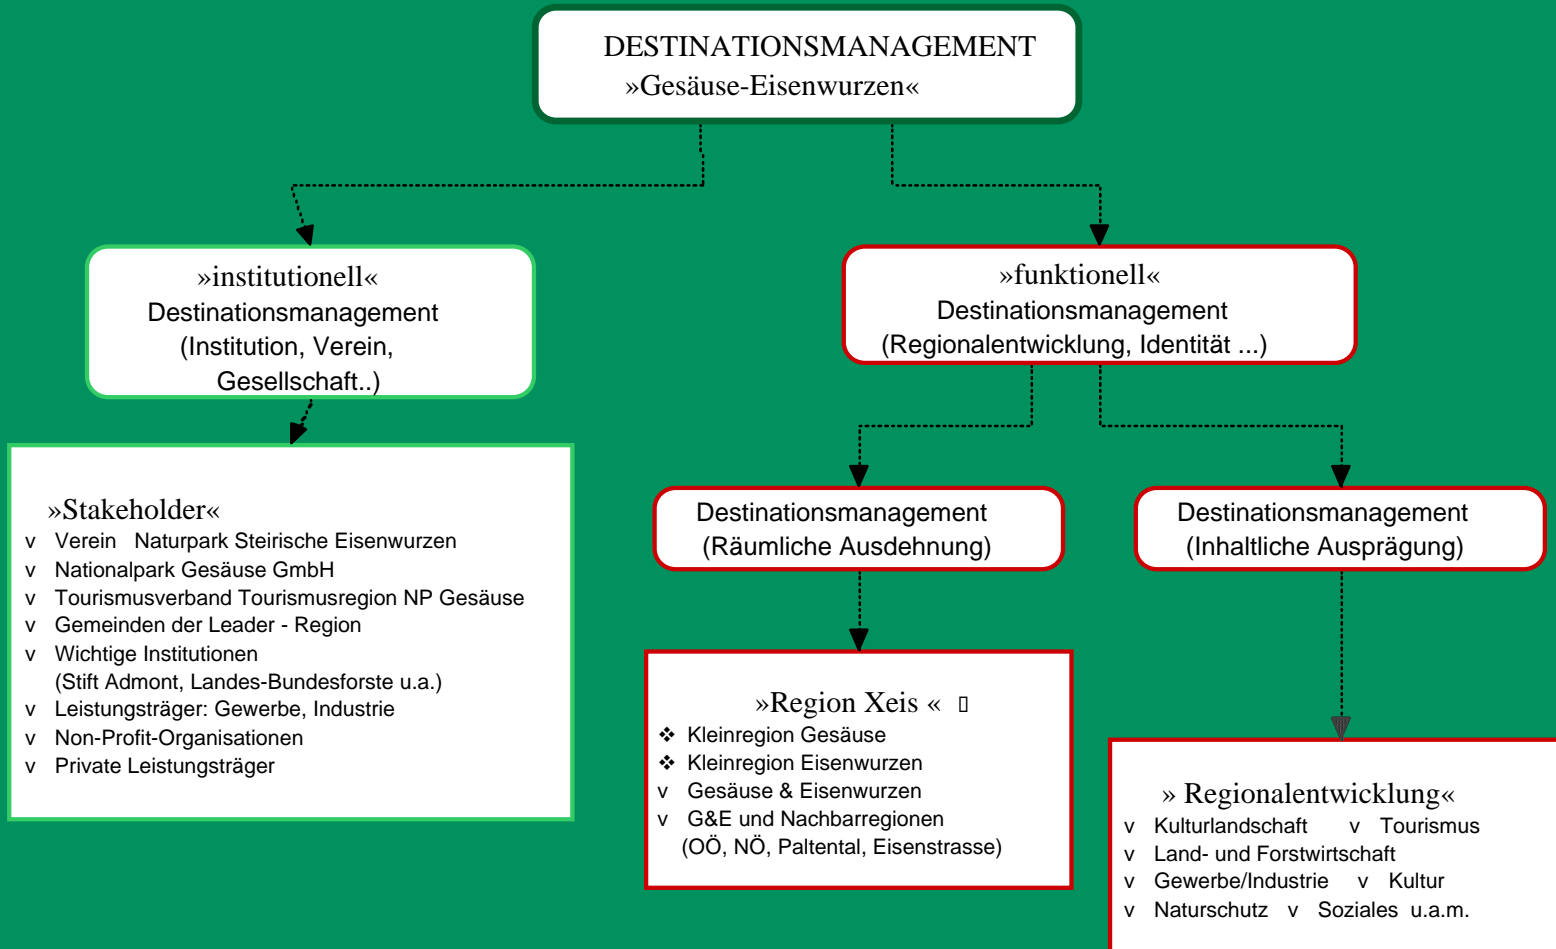 DESTINATIONSMANAGEMENT
»Gesäuse-Eisenwurzen«
»institutionell«
Destinationsmanagement
(Institution, Verein,
Gesellschaft..)
»funktionell«
Destinationsmanagement
(Regionalentwicklung, Identität ...)
»Stakeholder«
v Verein Naturpark Steirische Eisenwurzen
v Nationalpark Gesäuse GmbH
v Tourismusverband Tourismusregion NP Gesäuse
v Gemeinden der Leader - Region
v Wichtige Institutionen
(Stift Admont, Landes-Bundesforste u.a.)
v Leistungsträger: Gewerbe, Industrie
v Non-Profit-Organisationen
v Private Leistungsträger
Destinationsmanagement
(Räumliche Ausdehnung)
Destinationsmanagement
(Inhaltliche Ausprägung)
»Region Xeis « ▯
❖ Kleinregion Gesäuse
❖ Kleinregion Eisenwurzen
v Gesäuse & Eisenwurzen
v G&E und Nachbarregionen
(OÖ, NÖ, Paltental, Eisenstrasse)
» Regionalentwicklung«
v Kulturlandschaft v Tourismus
v Land- und Forstwirtschaft
v Gewerbe/Industrie v Kultur
v Naturschutz v Soziales u.a.m.